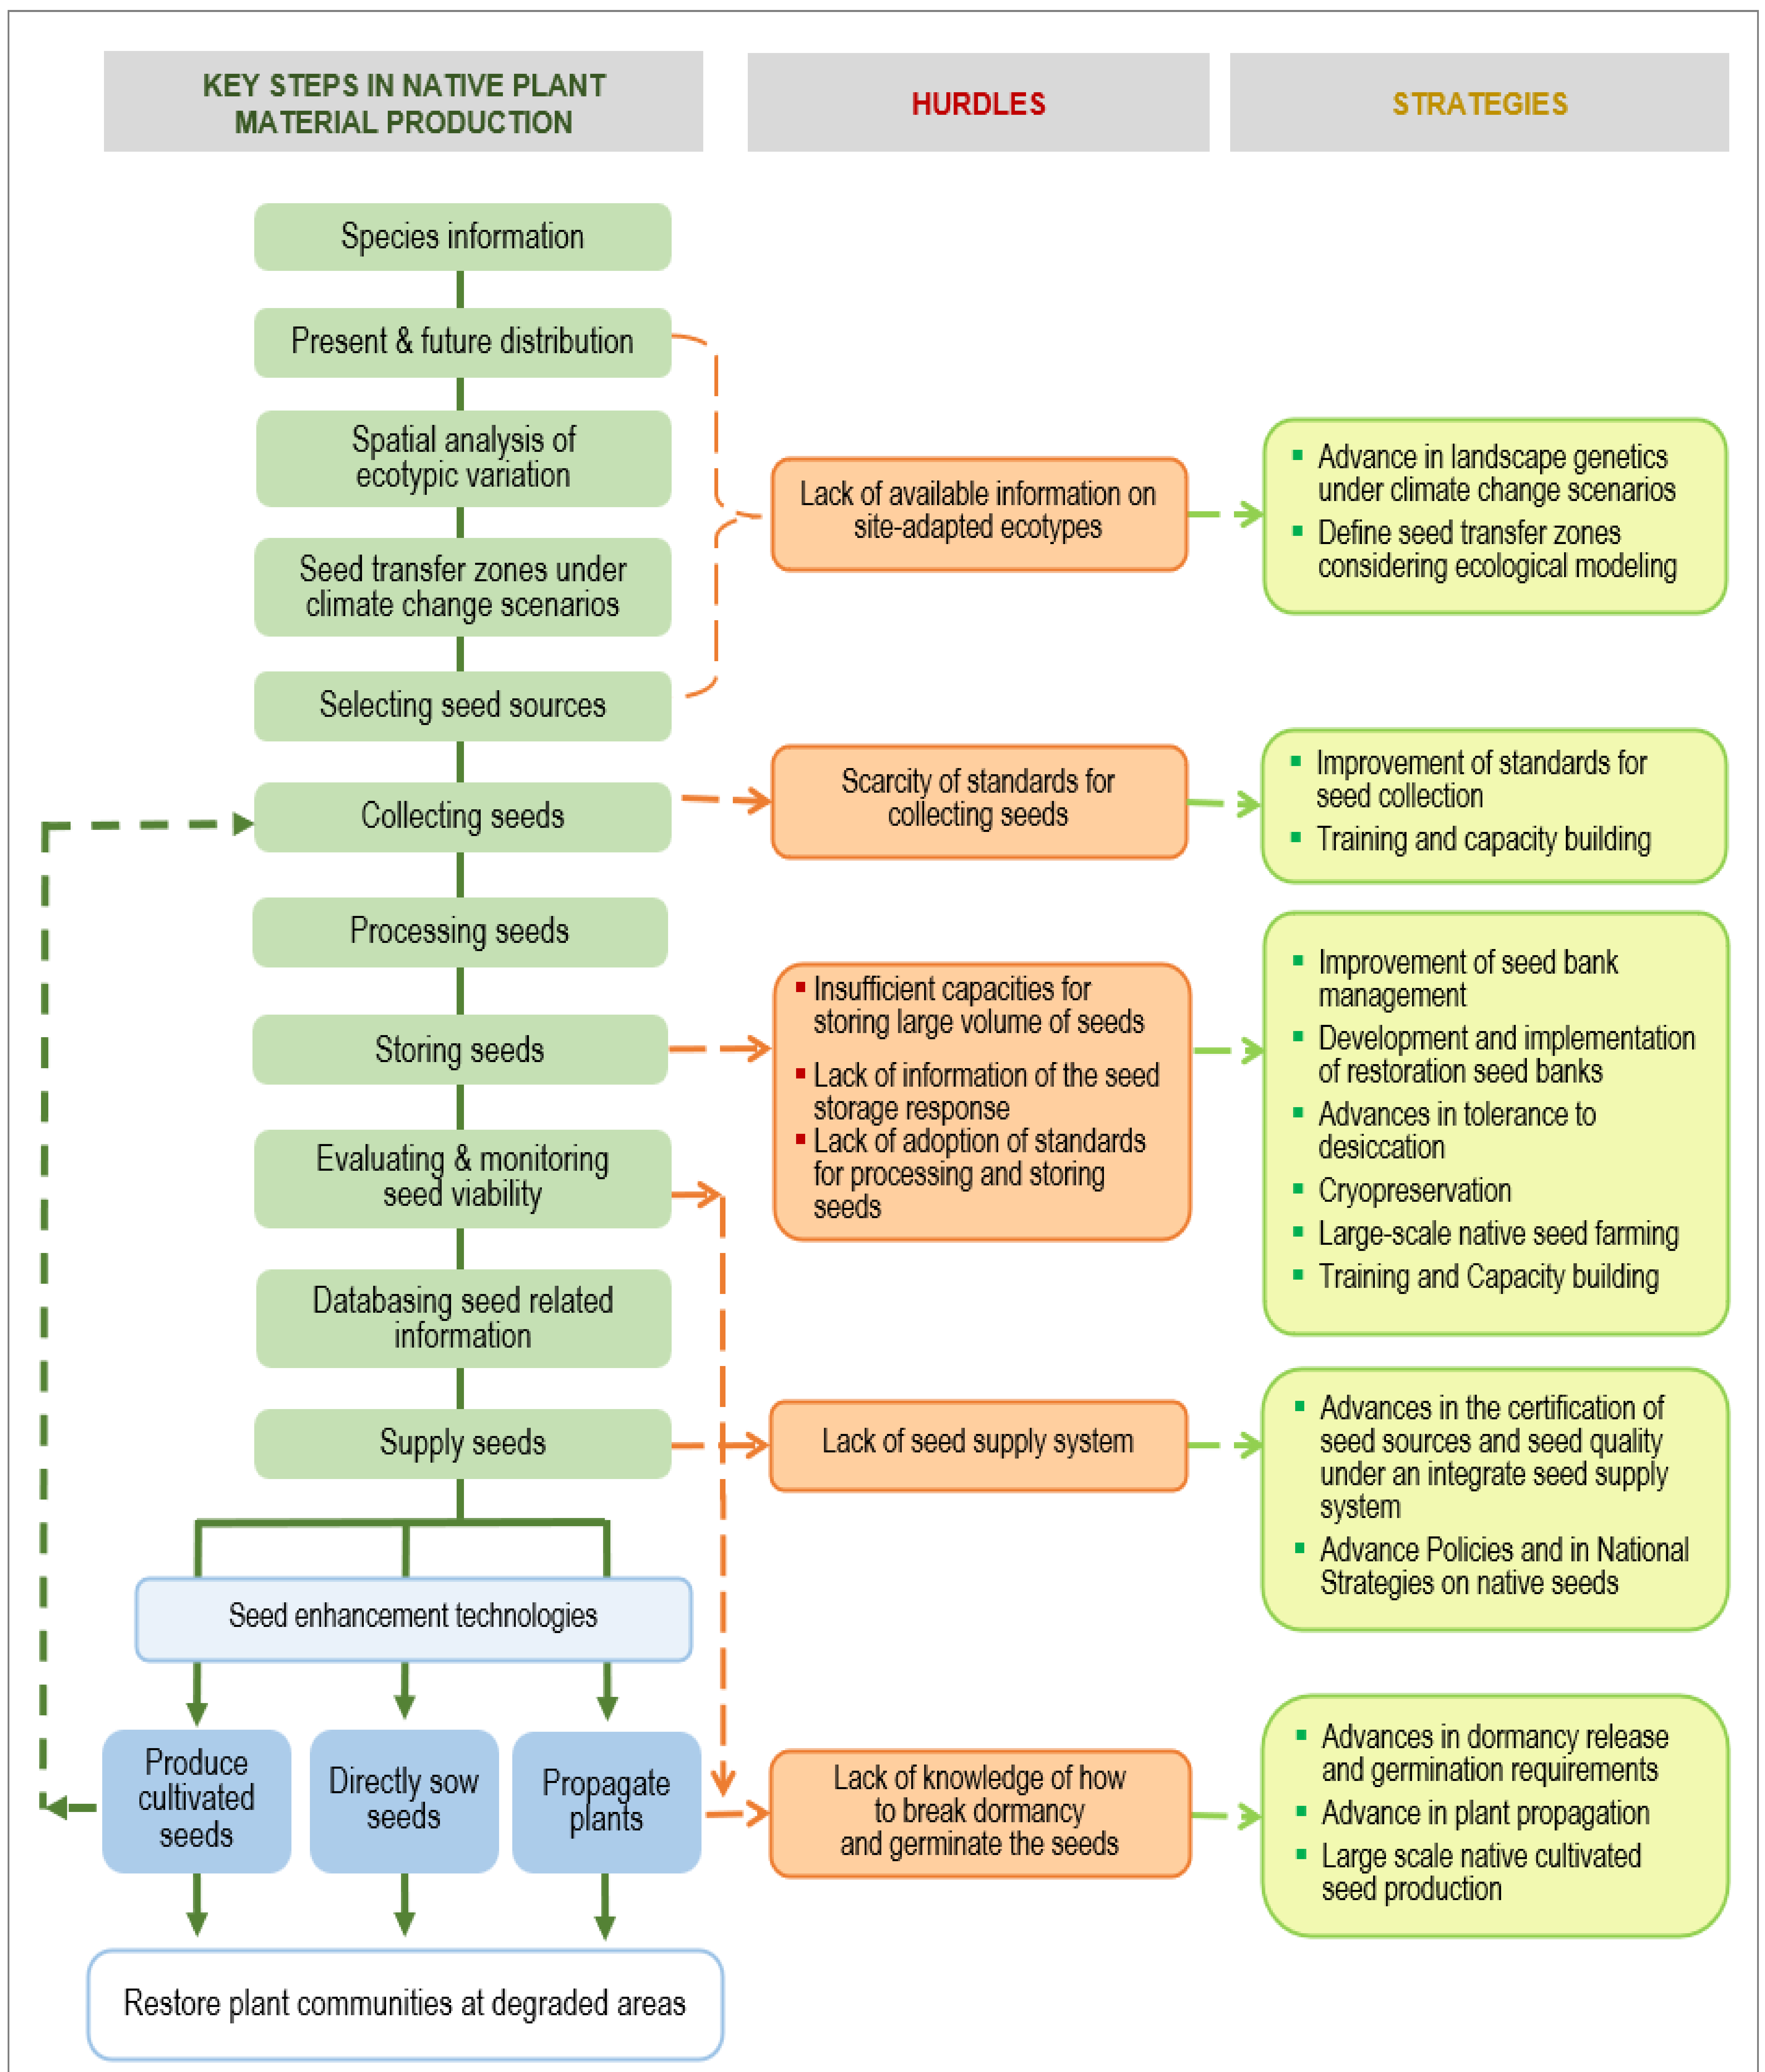 KEY STEPS IN NATIVE PLANT
MATERIAL PRODUCTION
HURDLES
STRATEGIES
Species information
Present & future distribution
Spatial analysis of
ecotypic variation
Seed transfer zones under
climate change scenarios
Selecting seed sources
Collecting seeds
Processing seeds
Storing seeds
Evaluating & monitoring
seed viability
Databasing seed related
information
Supply seeds
Seed enhancement technologies
Produce
cultivated
seeds
Directly sow
seeds
Propagate
plants
Restore plant communities at degraded areas
Lack of available information on
site-adapted ecotypes
Scarcity of standards for
collecting seeds
Insufficient capacities for
storing large volume of seeds
Lack of information of the seed
storage response
Lack of adoption of standards
for processing and storing
seeds
Lack of seed supply system
Lack of knowledge of how
to break dormancy
and germinate the seeds
Advance in landscape genetics
under climate change scenarios
Define seed transfer zones
considering ecological modeling
Improvement of standards for
seed collection
Training and capacity building
Improvement of seed bank
management
Development and implementation
of restoration seed banks
Advances in tolerance to
desiccation
Cryopreservation
Large-scale native seed farming
Training and Capacity building
Advances in the certification of
seed sources and seed quality
under an integrate seed supply
system
Advance Policies and in National
Strategies on native seeds
Advances in dormancy release
and germination requirements
Advance in plant propagation
Large scale native cultivated
seed production